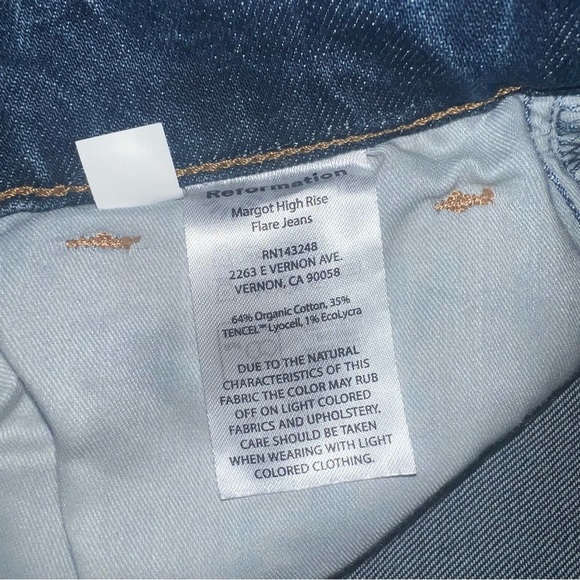 Reformation
Margot High Rise
Flare Jeans
RN143248
2263 E VERNON AVE.
VERNON, CA 90058
64% Organic Cotton, 35%
TENCEL™ Lyocell, 1% EcoLycra
DUE TO THE NATURAL
CHARACTERISTICS OF THIS
FABRIC THE COLOR MAY RUB
OFF ON LIGHT COLORED
FABRICS AND UPHOLSTERY.
CARE SHOULD BE TAKEN
WHEN WEARING WITH LIGHT
COLORED CLOTHING.